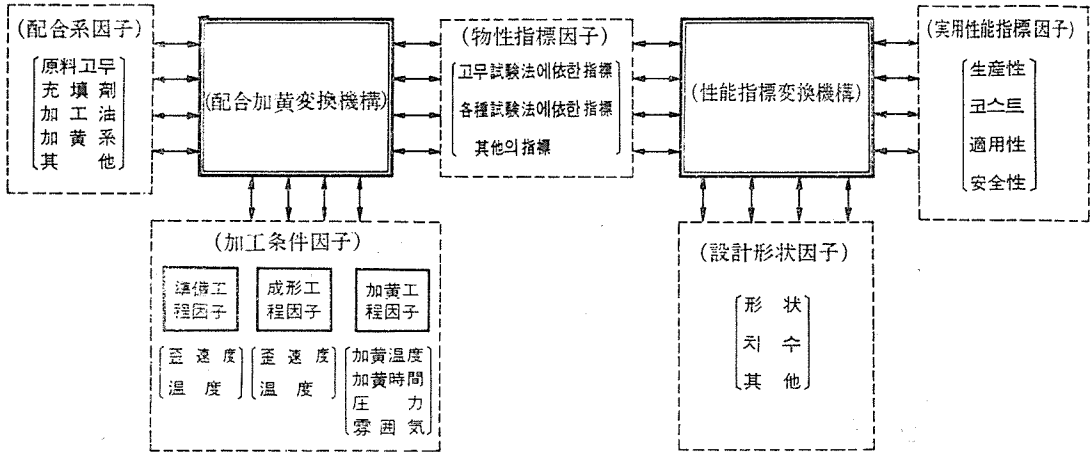 (配合系因子)
原料고무
充填劑
加工油
加黄系
其他
(配合加黄変換機構)
(物性指標因子)
고무試驗法에依한指標
各種試驗法에依한指標
其他의指標
(性能指標変換機構)
(実用性能指標因子)
生産性
코스트
適用性
安全性
(加工条件因子)
準備工
程因子
成形工
程因子
加黄工
程因子
歪速度
温度
歪速度
温度
加黄温度
加黄時間
圧力
雰囲気
(設計形状因子)
形状
치수
其他